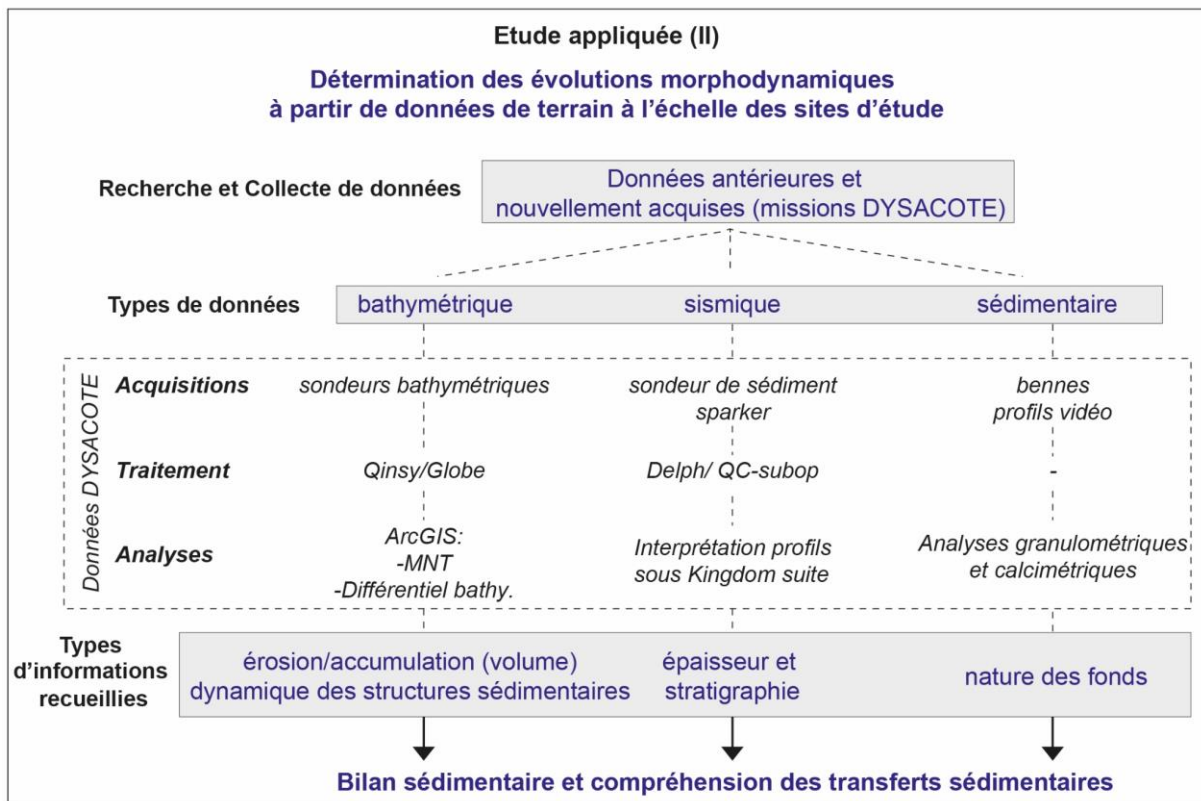 Etude appliquée (II)
Détermination des évolutions morphodynamiques
à partir de données de terrain à l'échelle des sites d'étude
Recherche et Collecte de données
Données antérieures et
nouvellement acquises (missions DYSACOTE)
Types de données
bathymétrique
sismique
sédimentaire
Données DYSACOTE
Acquisitions
sondeurs bathymétriques
sondeur de sédiment
sparker
bennes
profils vidéo
Traitement
Qinsy/Globe
Delph/ QC-subop
-
Analyses
ArcGIS:
-MNT
-Différentiel bathy.
Interprétation profils
sous Kingdom suite
Analyses granulométriques
et calcimétriques
Types
d'informations
recueillies
érosion/accumulation (volume)
dynamique des structures sédimentaires
épaisseur et
stratigraphie
nature des fonds
Bilan sédimentaire et compréhension des transferts sédimentaires